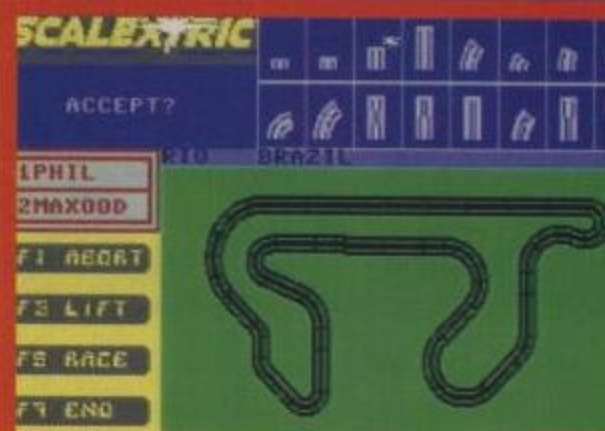 SCALEXTRIC
ACCEPT?
RIO BRAZIL
1PHIL
2MAXOOD
F1 ABORT
F3 LIFT
F5 RACE
F7 END